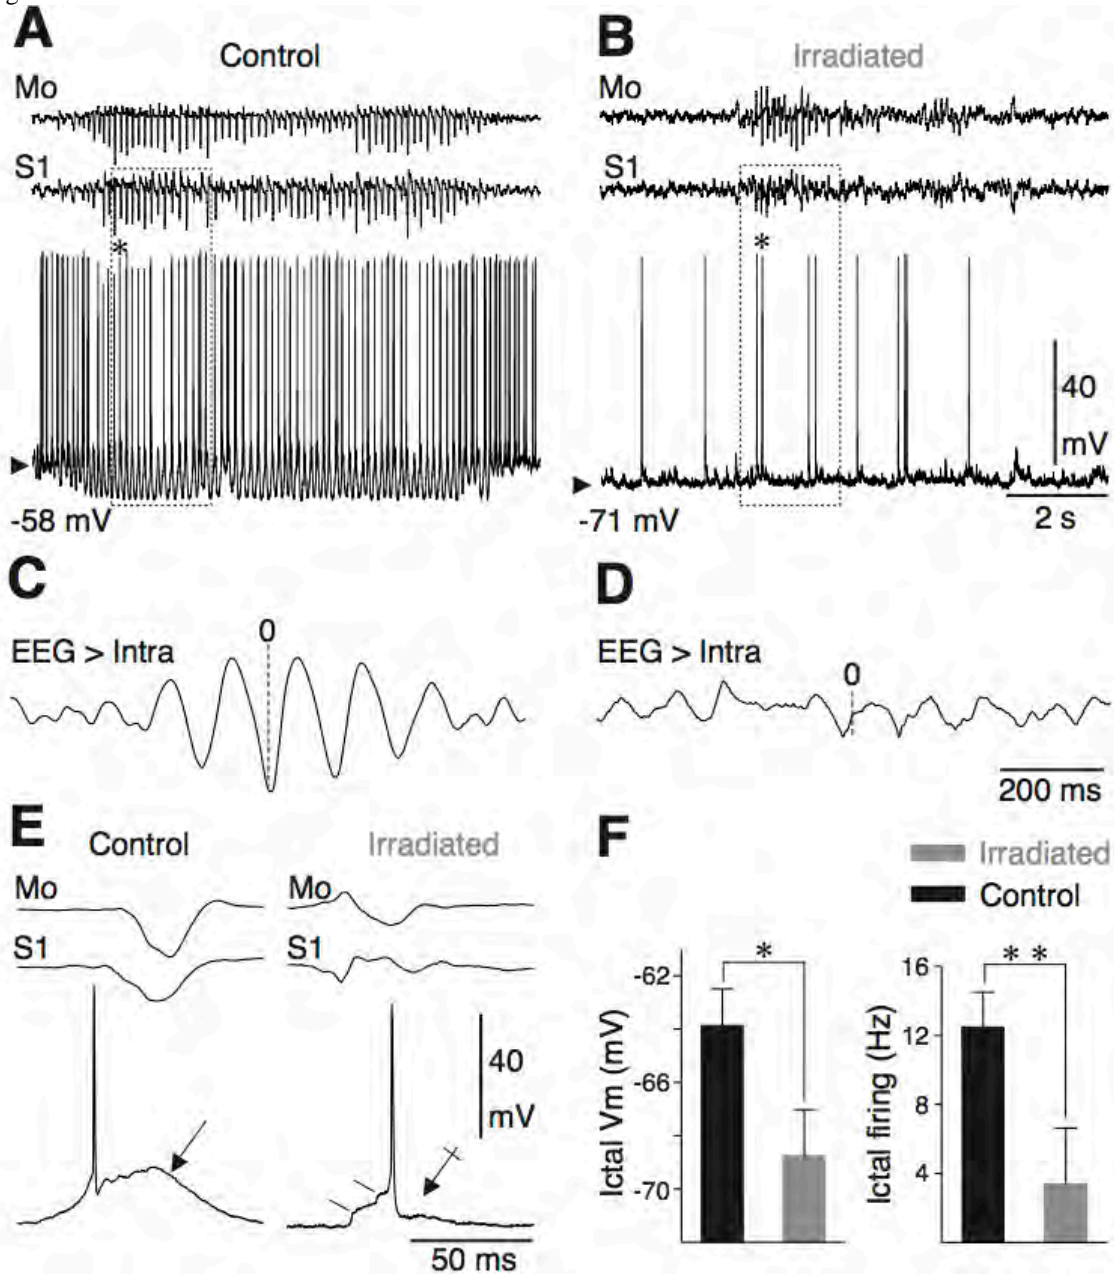 A
Control
Mo
S1
*
-58 mV
B
Irradiated
Mo
S1
*
40
mV
-71 mV
2 s
C
EEG > Intra
0
D
EEG > Intra
0
200 ms
E
Control
Irradiated
Mo
S1
Mo
S1
40
mV
50 ms
F
Irradiated
Control
Ictal Vm (mV)
-62
-66
-70
*
Ictal firing (Hz)
16
12
8
4
* *